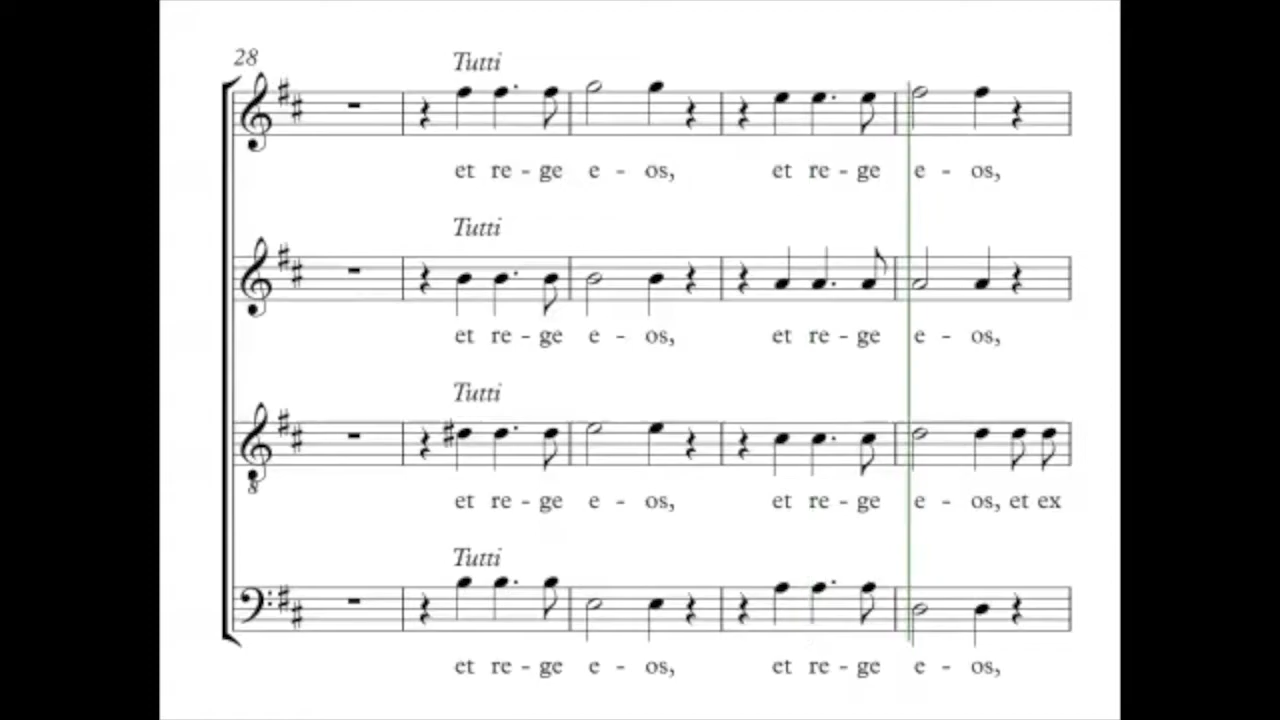 28
Tutti
et re - ge e - os, et re - ge e - os,
Tutti
et re - ge e - os, et re - ge e - os,
Tutti
8
et re - ge e - os, et re - ge e - os, et ex
Tutti
et re - ge e - os, et re - ge e - os,